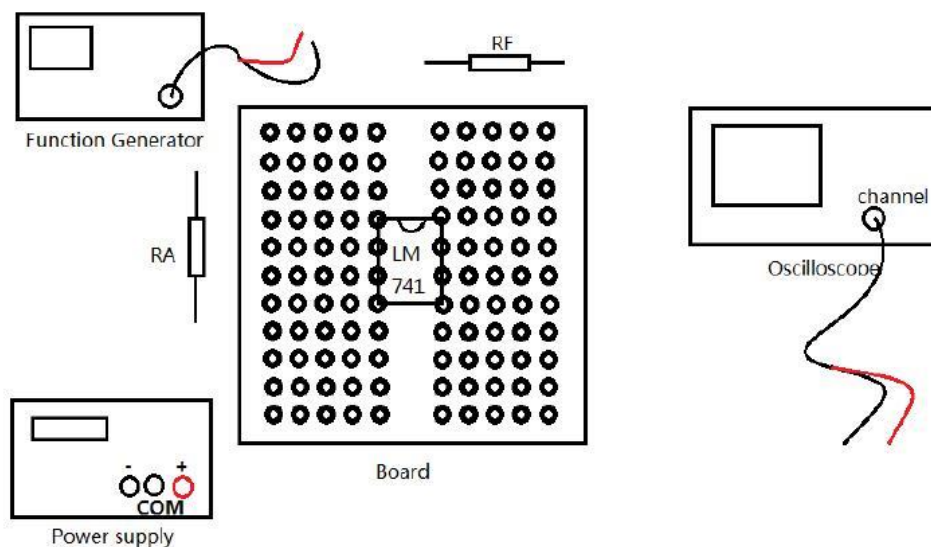 RF
Function Generator
channel
RA
LM
741
Oscilloscope
- +
COM
Board
Power supply